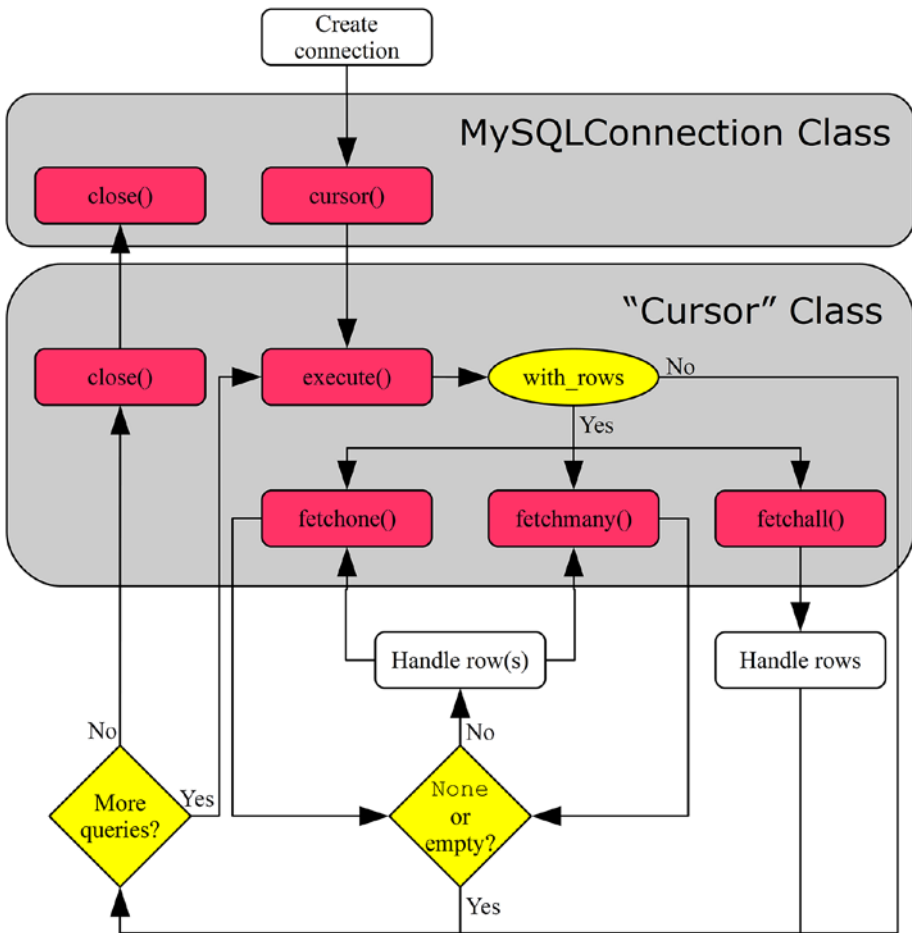 Create
connection
MySQLConnection Class
close()
cursor()
“Cursor” Class
close()
execute()
with_rows
No
Yes
fetchone()
fetchmany()
fetchall()
Handle row(s)
Handle rows
No
No
More
queries?
Yes
None
or
empty?
Yes